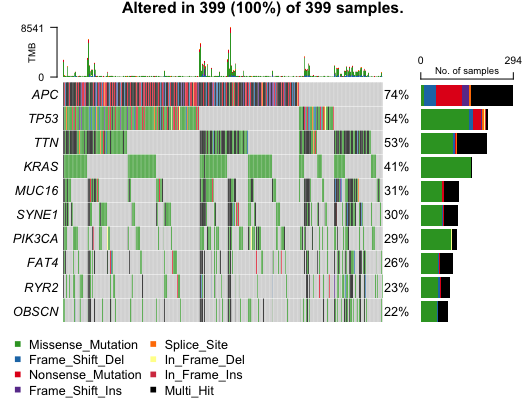 Altered in 399 (100%) of 399 samples.
8541
TMB
0
0 294
No. of samples
APC 74%
TP53 54%
TTN 53%
KRAS 41%
MUC16 31%
SYNE1 30%
PIK3CA 29%
FAT4 26%
RYR2 23%
OBSCN 22%
Missense_Mutation Splice_Site
Frame_Shift_Del In_Frame_Del
Nonsense_Mutation In_Frame_Ins
Frame_Shift_Ins Multi_Hit